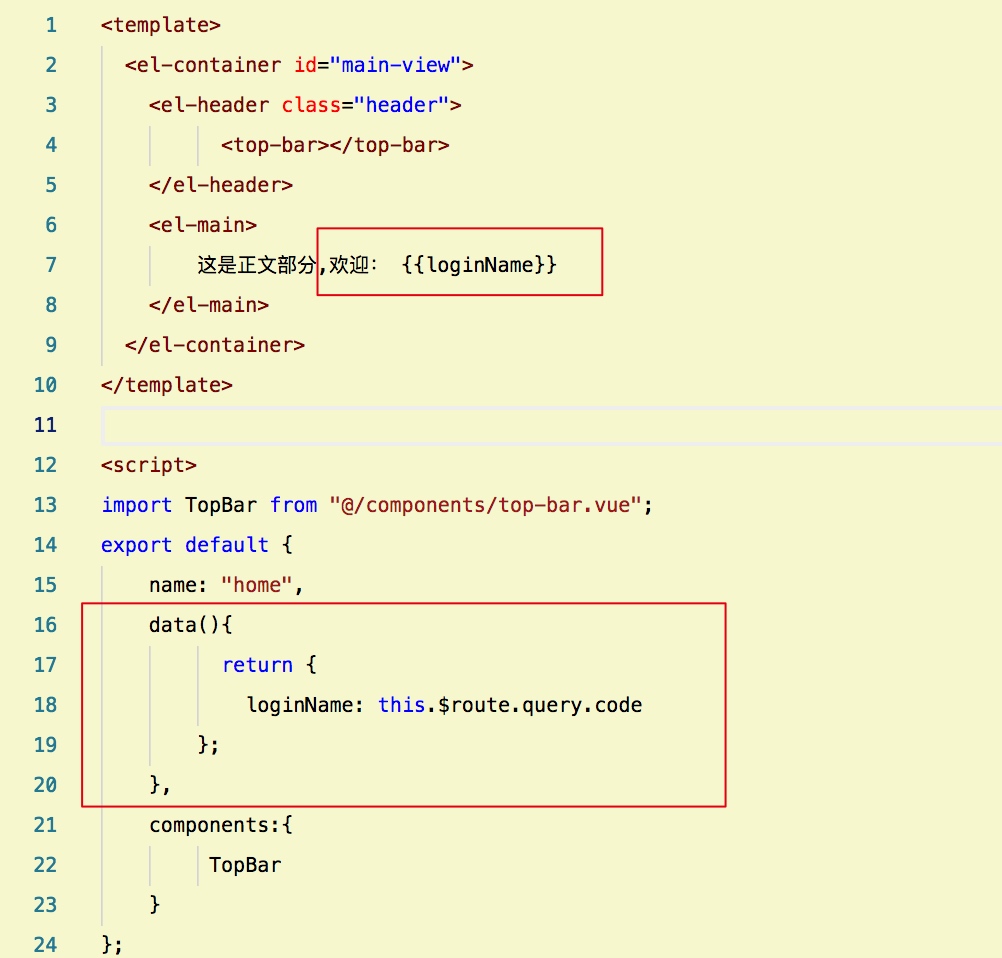 1 <template>
2   <el-container id="main-view">
3     <el-header class="header">
4           <top-bar></top-bar>
5     </el-header>
6     <el-main>
7         这是正文部分,欢迎： {{loginName}}
8     </el-main>
9   </el-container>
10 </template>
11
12 <script>
13 import TopBar from "@/components/top-bar.vue";
14 export default {
15     name: "home",
16     data(){
17           return {
18             loginName: this.$route.query.code
19         };
20     },
21     components:{
22          TopBar
23     }
24 };